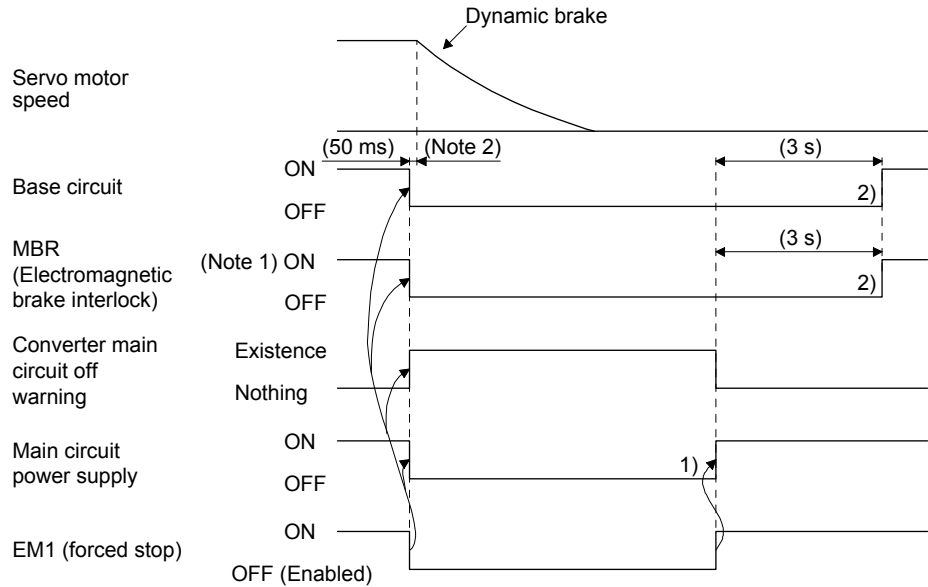 Dynamic brake
Servo motor
speed
(50 ms) (Note 2) (3 s)
Base circuit
ON
OFF
2)
(3 s)
MBR
(Electromagnetic
brake interlock)
(Note 1) ON
OFF
2)
Converter main
circuit off
warning
Existence
Nothing
Main circuit
power supply
ON
OFF
1)
EM1 (forced stop)
ON
OFF (Enabled)